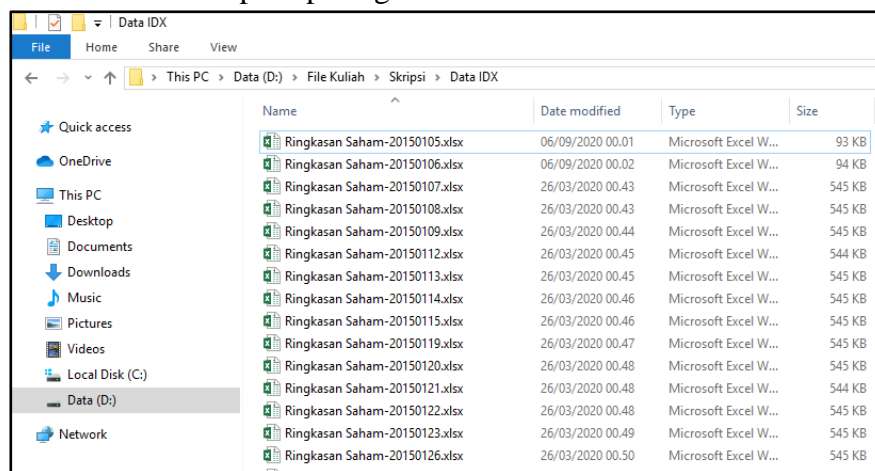 Data IDX
File Home Share View
This PC > Data (D:) > File Kuliah > Skripsi > Data IDX
Name Date modified Type Size
Quick access
OneDrive
This PC
Desktop
Documents
Downloads
Music
Pictures
Videos
Local Disk (C:)
Data (D:)
Network
Ringkasan Saham-20150105.xlsx 06/09/2020 00.01 Microsoft Excel W... 93 KB
Ringkasan Saham-20150106.xlsx 06/09/2020 00.02 Microsoft Excel W... 94 KB
Ringkasan Saham-20150107.xlsx 26/03/2020 00.43 Microsoft Excel W... 545 KB
Ringkasan Saham-20150108.xlsx 26/03/2020 00.43 Microsoft Excel W... 545 KB
Ringkasan Saham-20150109.xlsx 26/03/2020 00.44 Microsoft Excel W... 545 KB
Ringkasan Saham-20150112.xlsx 26/03/2020 00.45 Microsoft Excel W... 544 KB
Ringkasan Saham-20150113.xlsx 26/03/2020 00.45 Microsoft Excel W... 545 KB
Ringkasan Saham-20150114.xlsx 26/03/2020 00.46 Microsoft Excel W... 545 KB
Ringkasan Saham-20150115.xlsx 26/03/2020 00.46 Microsoft Excel W... 545 KB
Ringkasan Saham-20150119.xlsx 26/03/2020 00.47 Microsoft Excel W... 545 KB
Ringkasan Saham-20150120.xlsx 26/03/2020 00.48 Microsoft Excel W... 545 KB
Ringkasan Saham-20150121.xlsx 26/03/2020 00.48 Microsoft Excel W... 544 KB
Ringkasan Saham-20150122.xlsx 26/03/2020 00.48 Microsoft Excel W... 545 KB
Ringkasan Saham-20150123.xlsx 26/03/2020 00.49 Microsoft Excel W... 545 KB
Ringkasan Saham-20150126.xlsx 26/03/2020 00.50 Microsoft Excel W... 545 KB